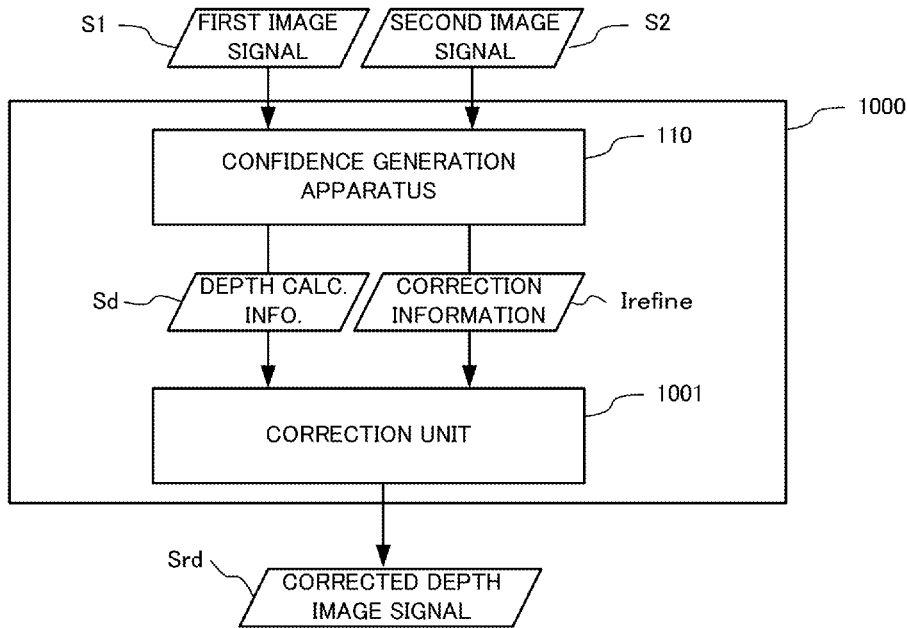 S1
FIRST IMAGE
SIGNAL
SECOND IMAGE
SIGNAL
S2
1000
CONFIDENCE GENERATION
APPARATUS
110
Sd
DEPTH CALC.
INFO.
CORRECTION
INFORMATION
Irefine
CORRECTION UNIT
1001
Srd
CORRECTED DEPTH
IMAGE SIGNAL